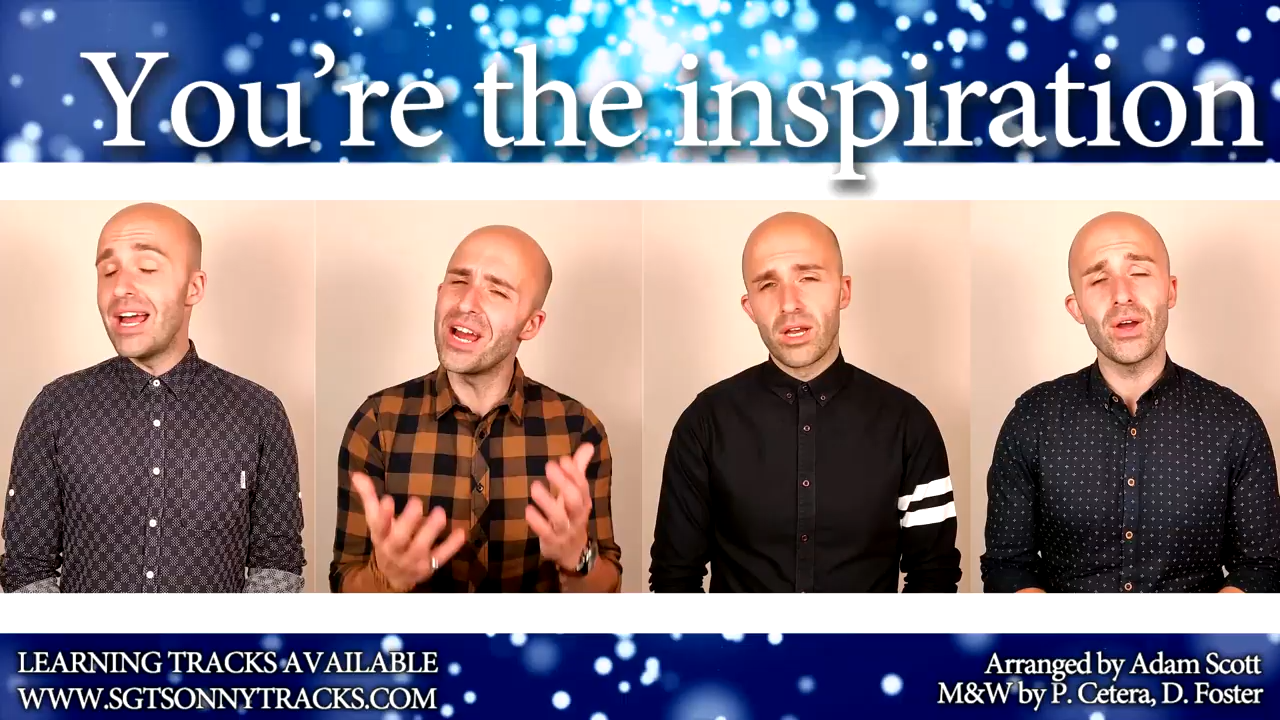 You’re the inspiration
LEARNING TRACKS AVAILABLE
WWW.SGTSONNYTRACKS.COM
Arranged by Adam Scott
M&W by P. Cetera, D. Foster